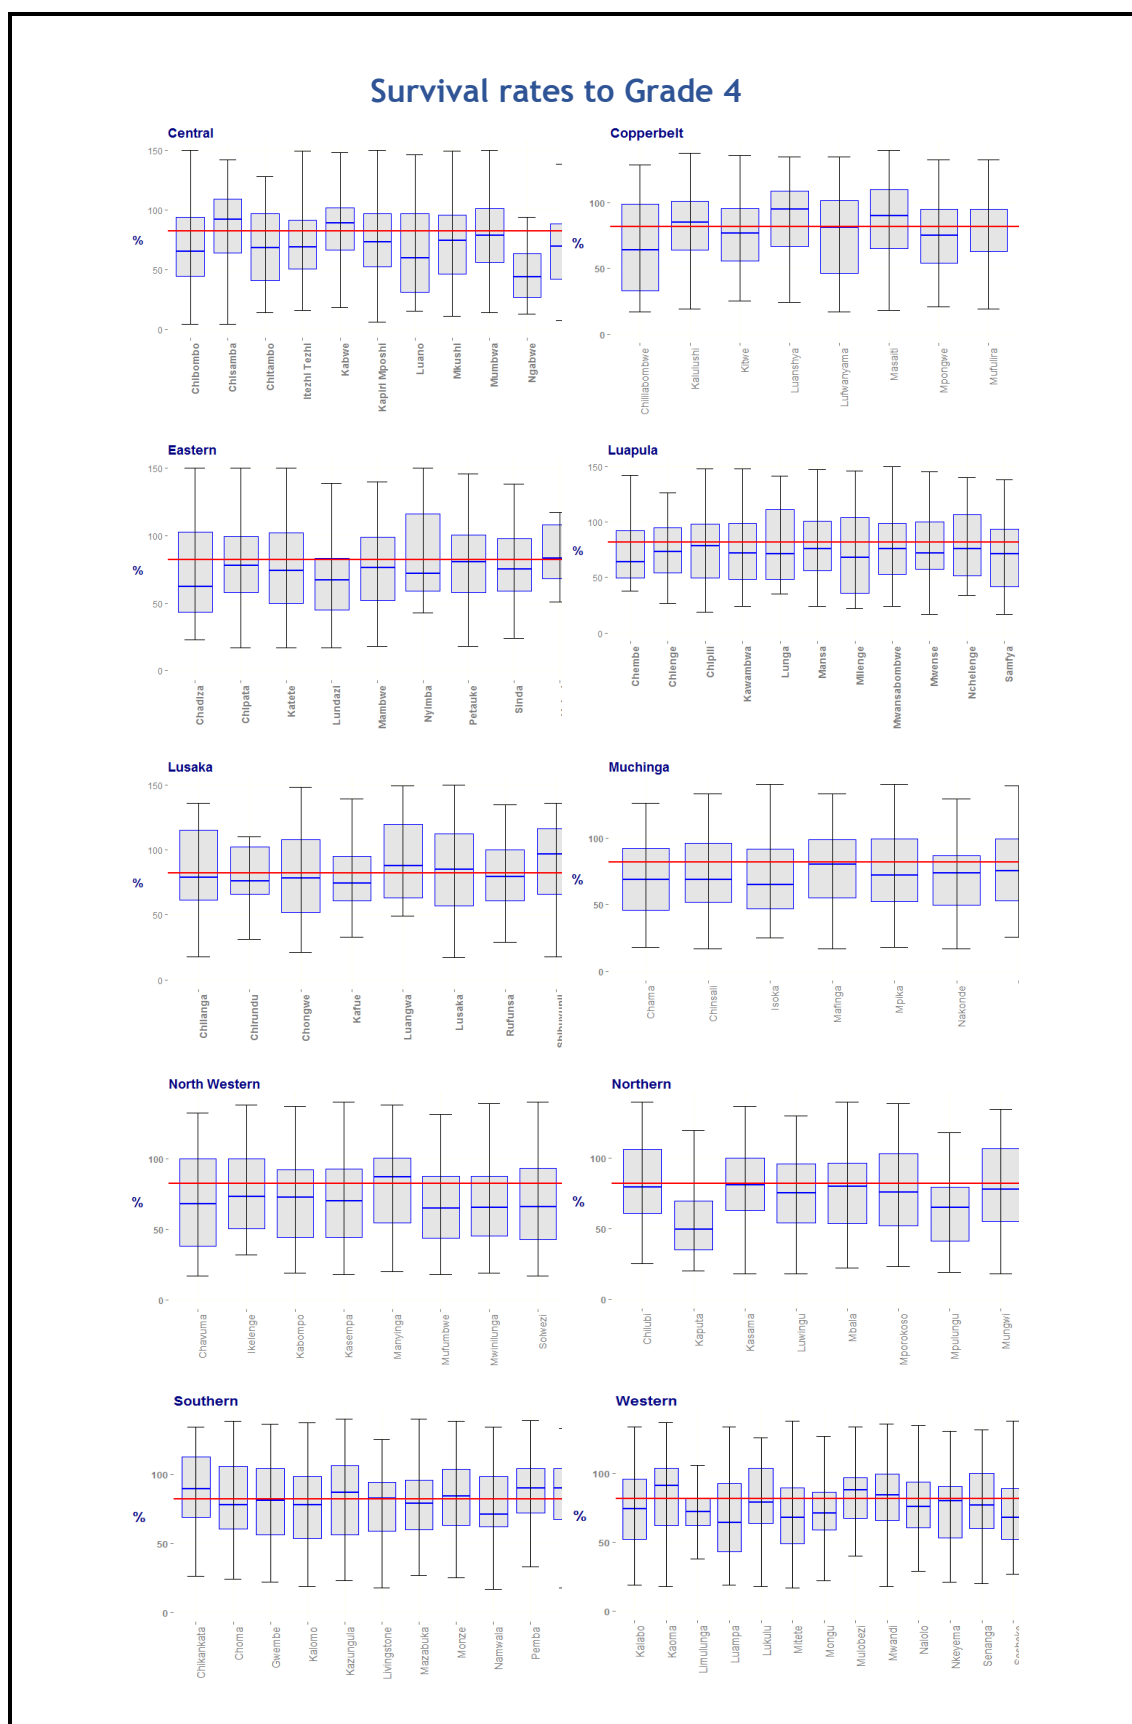 Survival rates to Grade 4
Central
150
100
%
50
0
Chibombo
Chisamba
Chitambo
Itezhi Tezhi
Kabwe
Kapiri Mposhi
Luano
Mkushi
Mumbwa
Ngabwe
Copperbelt
100
%
50
0
Chililabombwe
Kalulushi
Kitwe
Luanshya
Lufwanyama
Masaiti
Mpongwe
Mufulira
Eastern
150
100
%
50
0
Chadiza
Chipata
Katete
Lundazi
Mambwe
Nyimba
Petauke
Sinda
Luapula
150
100
%
50
0
Chembe
Chienge
Chipili
Kawambwa
Lunga
Mansa
Milenge
Mwansabombwe
Mwense
Nchelenge
Samfya
Lusaka
150
100
%
50
0
Chilanga
Chirundu
Chongwe
Kafue
Luangwa
Lusaka
Rufunsa
Muchinga
100
%
50
0
Chama
Chinsali
Isoka
Mafinga
Mpika
Nakonde
North Western
100
%
50
0
Chavuma
Ikelenge
Kabompo
Kasempa
Manyinga
Mufumbwe
Mwinilunga
Solwezi
Northern
100
%
50
0
Chilubi
Kaputa
Kasama
Luwingu
Mbala
Mporokoso
Mpulungu
Mungwi
Southern
100
%
50
0
Chikankata
Choma
Gwembe
Kalomo
Kazungula
Livingstone
Mazabuka
Monze
Namwala
Pemba
Western
100
%
50
0
Kalabo
Kaoma
Limulunga
Luampa
Lukulu
Mitete
Mongu
Mulobezi
Mwandi
Nalolo
Nkeyema
Senanga